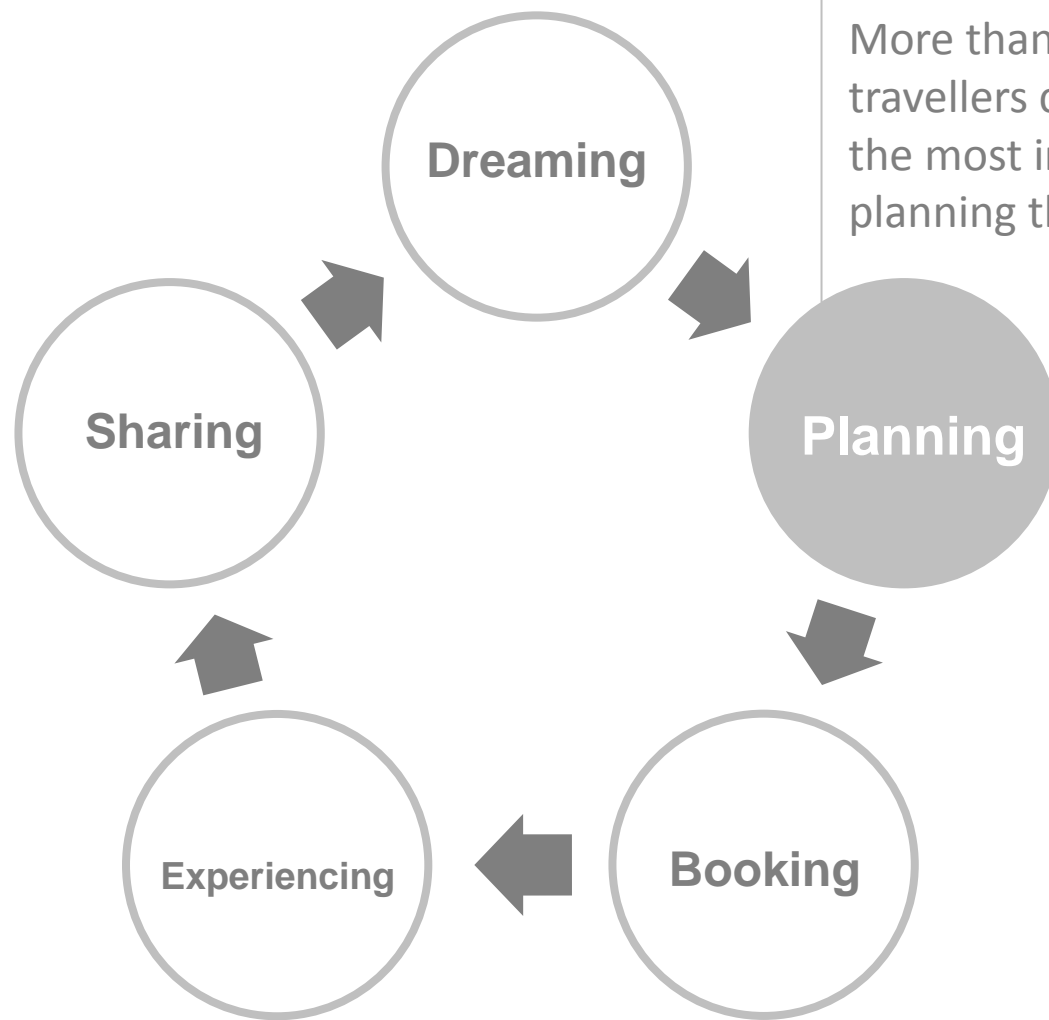 More than
travellers
the most
planning
Dreaming
Sharing
Planning
Experiencing
Booking